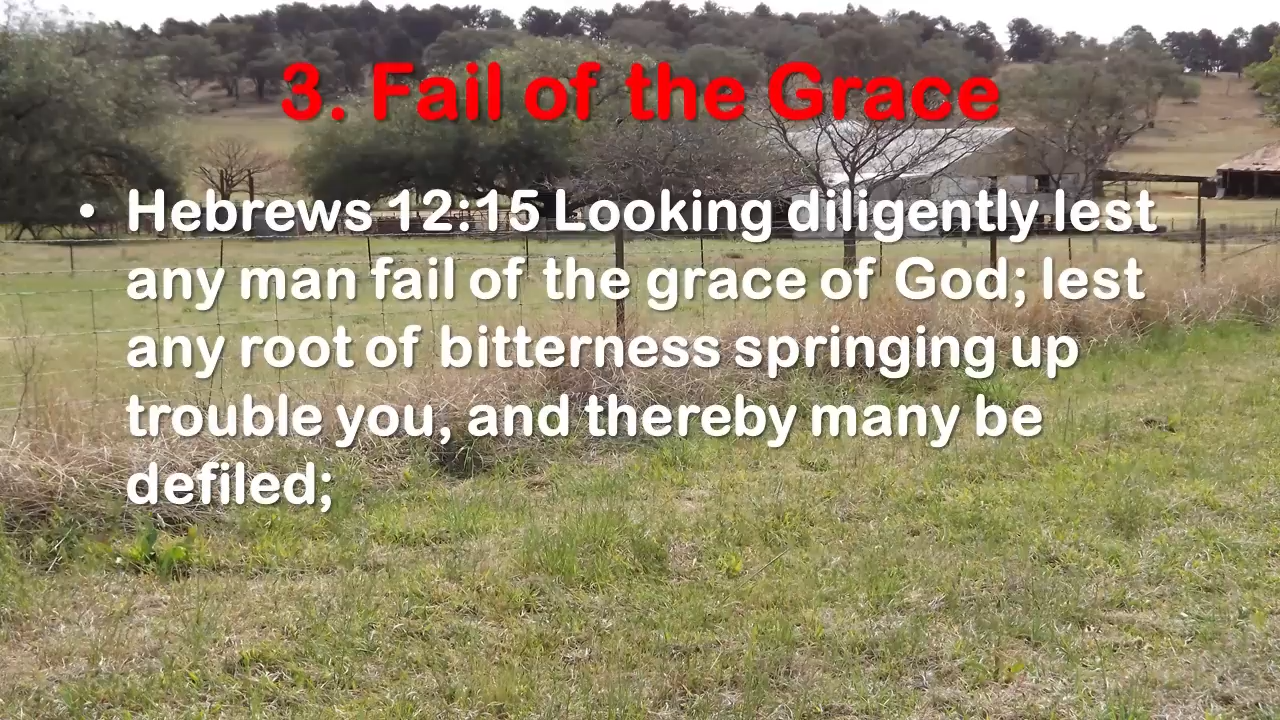 3. Fail of the Grace
• Hebrews 12:15 Looking diligently lest
any man fail of the grace of God; lest
any root of bitterness springing up
trouble you, and thereby many be
defiled;